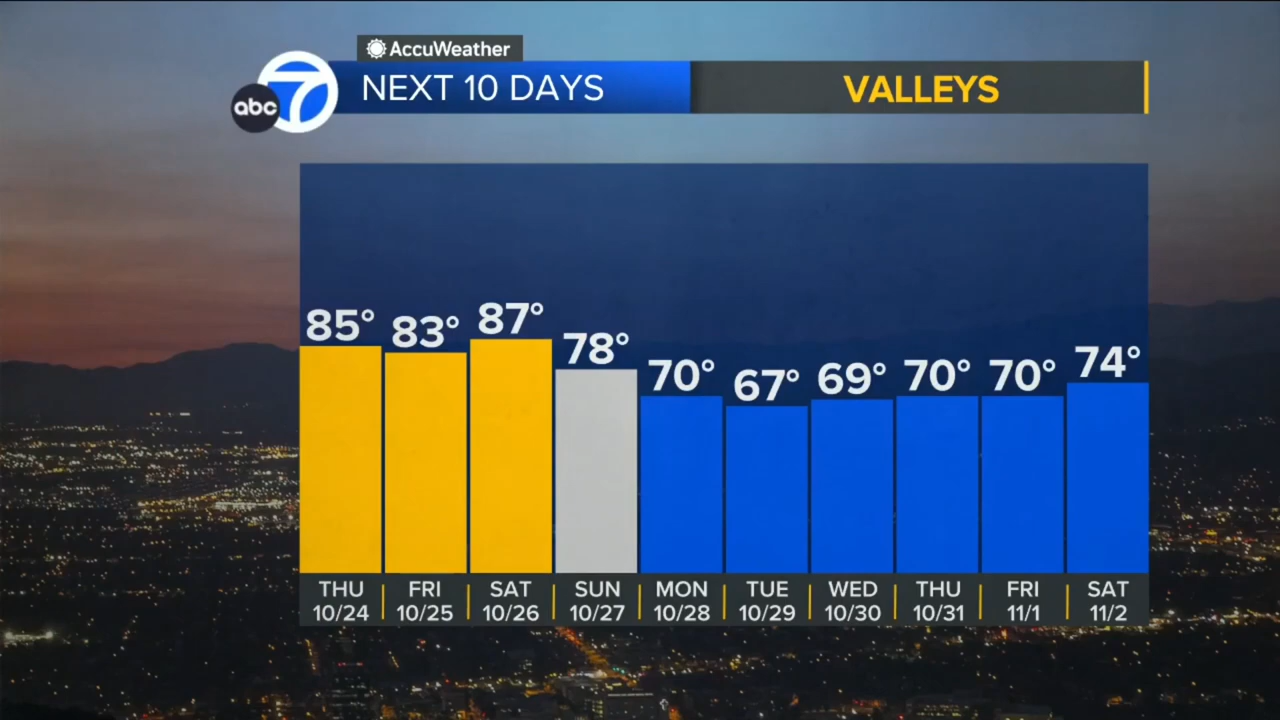 AccuWeather
abc 7
NEXT 10 DAYS
VALLEYS
85° 83° 87° 78° 70° 67° 69° 70° 70° 74°
THU FRI SAT SUN MON TUE WED THU FRI SAT
10/24 10/25 10/26 10/27 10/28 10/29 10/30 10/31 11/1 11/2